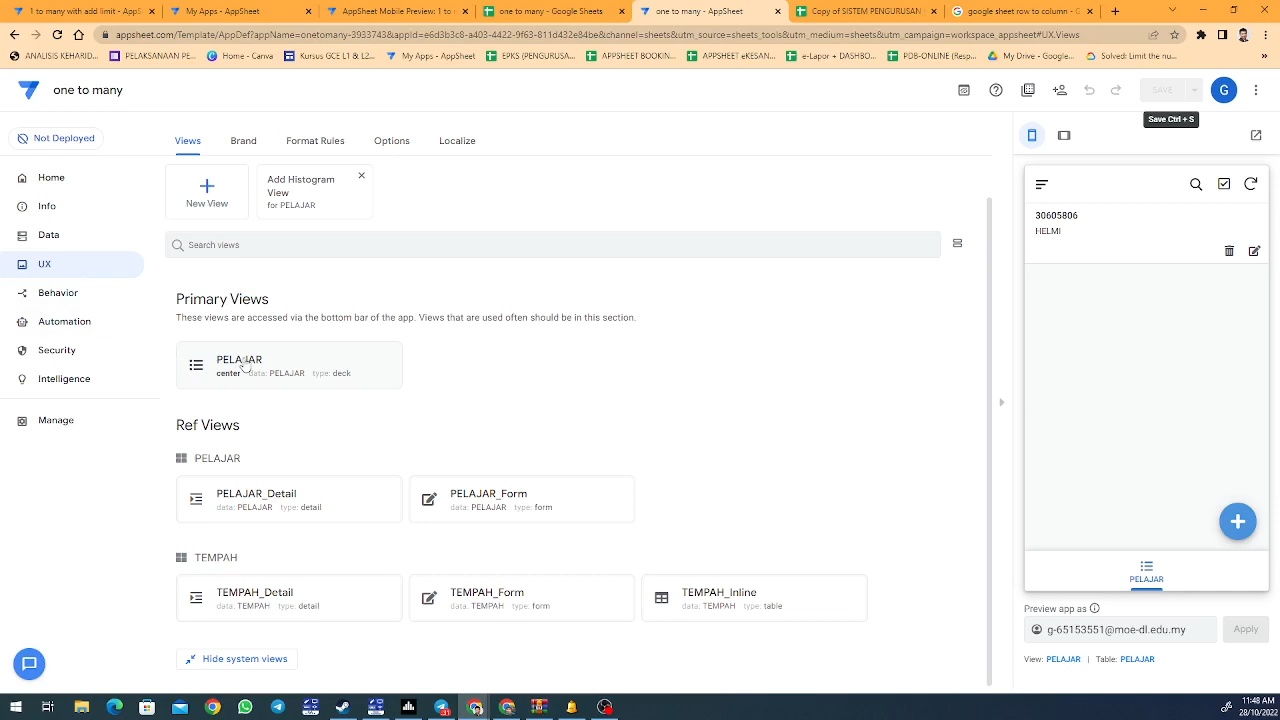 1 to many with add limit - AppS
My Apps - AppSheet
AppSheet Mobile Preview: 1 to m
one to many - Google Sheets
one to many - AppSheet
Copy of SISTEM PENGURUSAN
google sheet row to column - G
appsheet.com/Template/AppDef?appName=onetomany-3933743&appId=e6d3b3c8-a403-4422-9f63-811d432e84be&channel=sheets&utm_source=sheets_tools&utm_medium=sheets&utm_campaign=workspace_appsheet#UX.Views
ANALISIS KEHARID...
PELAKSANAAN PE...
Home - Canva
Kursus GCE L1 & L2...
My Apps - AppSheet
EPKS (PENGURUSA...
APPSHEET BOOKIN...
APPSHEET eKESAN...
e-Lapor + DASHBO...
PDB-ONLINE (Respo...
My Drive - Google...
Solved: Limit the nu...
»
one to many
SAVE
G
Save Ctrl + S
Not Deployed
Views
Brand
Format Rules
Options
Localize
Home
Info
Data
UX
Behavior
Automation
Security
Intelligence
Manage
New View
Add Histogram
View
for PELAJAR
Search views
Primary Views
These views are accessed via the bottom bar of the app. Views that are used often should be in this section.
PELAJAR
center data: PELAJAR type: deck
Ref Views
PELAJAR
PELAJAR_Detail
data: PELAJAR type: detail
PELAJAR_Form
data: PELAJAR type: form
TEMPAH
TEMPAH_Detail
data: TEMPAH type: detail
TEMPAH_Form
data: TEMPAH type: form
TEMPAH_Inline
data: TEMPAH type: table
Hide system views
30605806
HELMI
PELAJAR
Preview app as
g-65153551@moe-dl.edu.my
Apply
View: PELAJAR | Table: PELAJAR
11:48 AM
28/10/2022